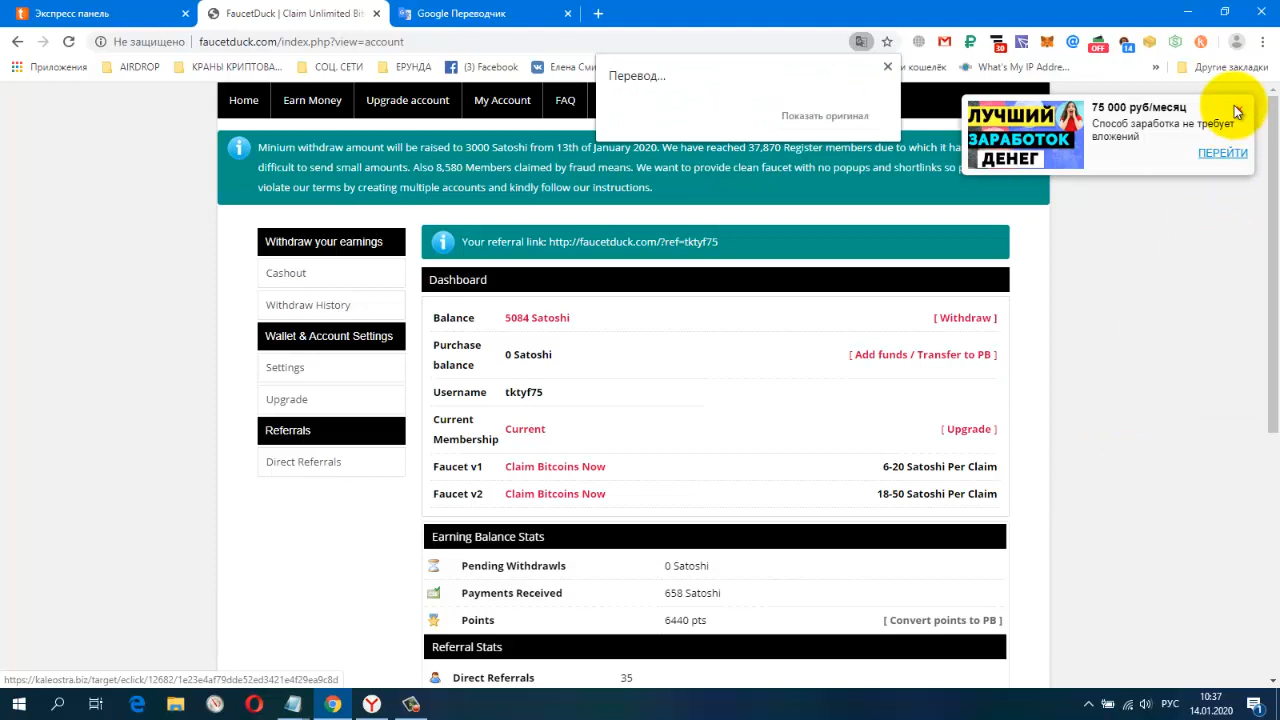 Экспресс панель
FaucetDuck | Claim Unlimited Bit
Google Переводчик
Не защищено
faucetduck.com/index.php?view=account
30
OFF
14
Приложения
AIRDROP
КРАНЫ КРИПТОВА...
СОЦ. СЕТИ
ЕРУНДА
(3) Facebook
Елена Сми
кошелёк
What's My IP Addre...
»
Другие закладки
Перевод...
Показать оригинал
Home
Earn Money
Upgrade account
My Account
FAQ
ЛУЧШИЙ
ЗАРАБОТОК
ДЕНЕГ
75 000 руб/месяц
Способ заработка не требует
вложений
ПЕРЕЙТИ
Minium withdraw amount will be raised to 3000 Satoshi from 13th of January 2020. We have reached 37,870 Register members due to which it
difficult to send small amounts. Also 8,580 Members claimed by fraud means. We want to provide clean faucet with no popups and shortlinks so
violate our terms by creating multiple accounts and kindly follow our instructions.
Withdraw your earnings
Cashout
Withdraw History
Wallet & Account Settings
Settings
Upgrade
Referrals
Direct Referrals
Your referral link: http://faucetduck.com/?ref=tktyf75
Dashboard
Balance 5084 Satoshi [ Withdraw ]
Purchase
balance 0 Satoshi [ Add funds / Transfer to PB ]
Username tktyf75
Current
Membership Current [ Upgrade ]
Faucet v1 Claim Bitcoins Now 6-20 Satoshi Per Claim
Faucet v2 Claim Bitcoins Now 18-50 Satoshi Per Claim
Earning Balance Stats
Pending Withdrawls 0 Satoshi
Payments Received 658 Satoshi
Points 6440 pts [ Convert points to PB ]
Referral Stats
Direct Referrals 35
https://kaleostra.biz/target/eclick/12682/1e23e4af79dde52ed3421e4f29ea9c8d
РУС
10:37
14.01.2020
1